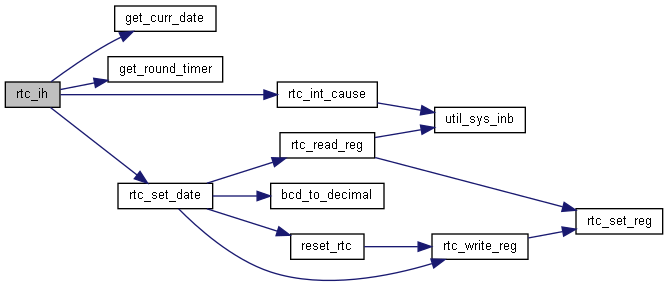 get_curr_date
get_round_timer
rtc_ih
rtc_int_cause
util_sys_inb
rtc_read_reg
rtc_set_date
bcd_to_decimal
rtc_set_reg
reset_rtc
rtc_write_reg